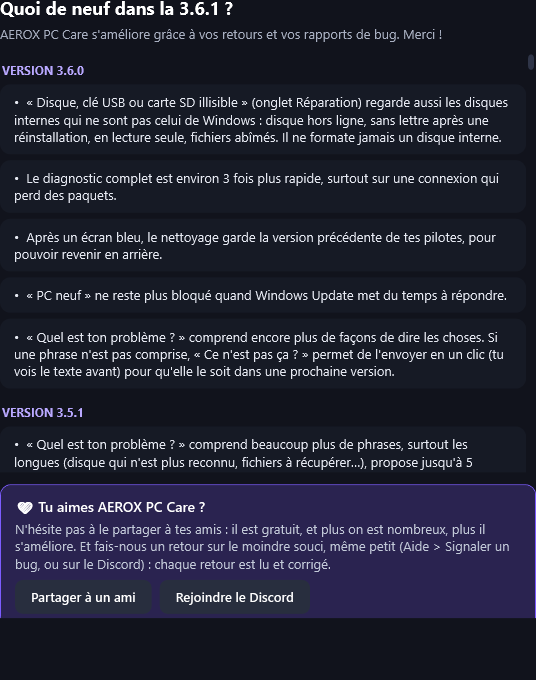 Quoi de neuf dans la 3.6.1 ?
AEROX PC Care s'améliore grâce à vos retours et vos rapports de bug. Merci !
VERSION 3.6.0
• « Disque, clé USB ou carte SD illisible » (onglet Réparation) regarde aussi les disques
internes qui ne sont pas celui de Windows : disque hors ligne, sans lettre après une
réinstallation, en lecture seule, fichiers abîmés. Il ne formate jamais un disque interne.
• Le diagnostic complet est environ 3 fois plus rapide, surtout sur une connexion qui
perd des paquets.
• Après un écran bleu, le nettoyage garde la version précédente de tes pilotes, pour
pouvoir revenir en arrière.
• « PC neuf » ne reste plus bloqué quand Windows Update met du temps à répondre.
• « Quel est ton problème ? » comprend encore plus de façons de dire les choses. Si
une phrase n'est pas comprise, « Ce n'est pas ça ? » permet de l'envoyer en un clic (tu
vois le texte avant) pour qu'elle le soit dans une prochaine version.
VERSION 3.5.1
• « Quel est ton problème ? » comprend beaucoup plus de phrases, surtout les
longues (disque qui n'est plus reconnu, fichiers à récupérer...), propose jusqu'à 5
Tu aimes AEROX PC Care ?
N'hésite pas à le partager à tes amis : il est gratuit, et plus on est nombreux, plus il
s'améliore. Et fais-nous un retour sur le moindre souci, même petit (Aide > Signaler un
bug, ou sur le Discord) : chaque retour est lu et corrigé.
Partager à un ami
Rejoindre le Discord